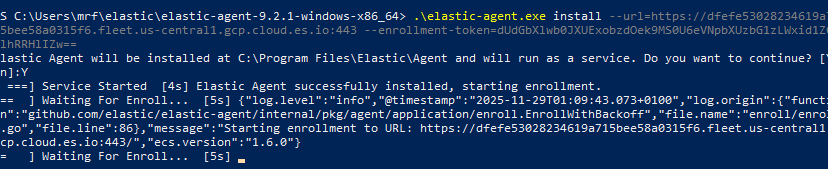 S C:\Users\mrf\elastic\elastic-agent-9.2.1-windows-x86_64> .\elastic-agent.exe install --url=https://dfefe53028234619a
5bee58a0315f6.fleet.us-central1.gcp.cloud.es.io:443 --enrollment-token=
lhRRHlIZw==
lastic Agent will be installed at C:\Program Files\Elastic\Agent and will run as a service. Do you want to continue? [Y
n]:Y
===] Service Started  [4s] Elastic Agent successfully installed, starting enrollment.
==  ] Waiting For Enroll...  [5s] {"log.level":"info","@timestamp":"2025-11-29T01:09:43.073+0100","log.origin":{"functi
n":"github.com/elastic/elastic-agent/internal/pkg/agent/application/enroll.EnrollWithBackoff","file.name":"enroll/enro
.go","file.line":86},"message":"Starting enrollment to URL: https://dfefe53028234619a715bee58a0315f6.fleet.us-central1
cp.cloud.es.io:443/","ecs.version":"1.6.0"}
=   ] Waiting For Enroll...  [5s]